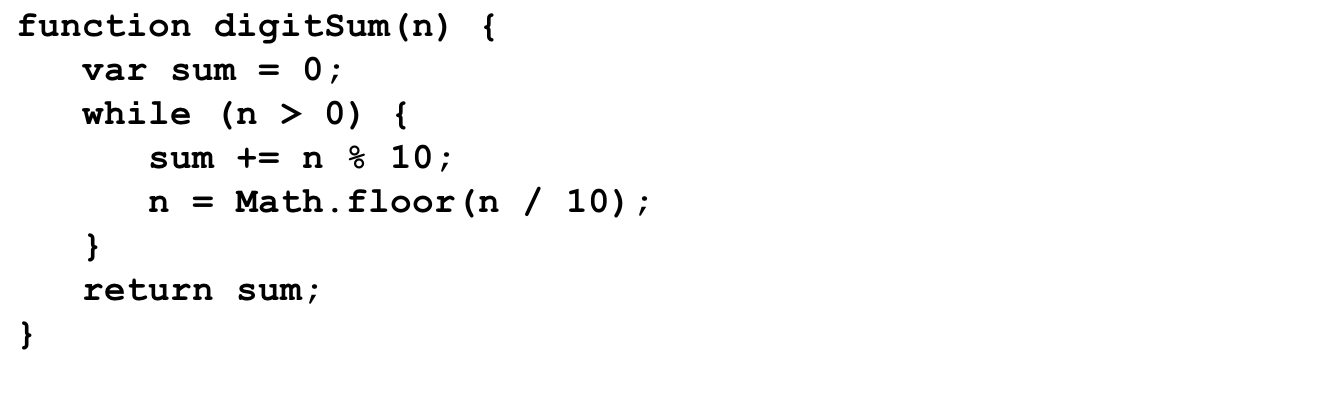 function digitSum(n) {
   var sum = 0;
   while (n > 0) {
      sum += n % 10;
      n = Math.floor(n / 10);
   }
   return sum;
}